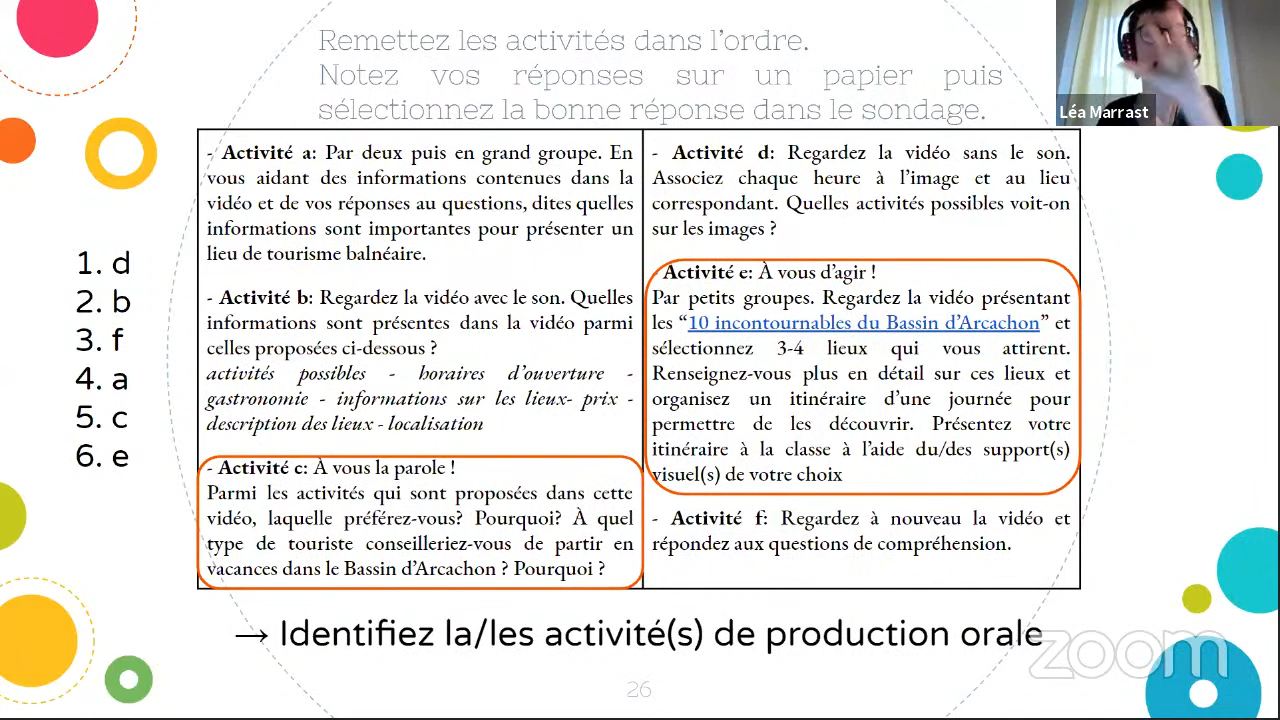 Remettez les activités dans l'ordre.
Notez vos réponses sur un papier puis
sélectionnez la bonne réponse dans le sondage.
Léa Marrast
1. d
2. b
3. f
4. a
5. c
6. e
- Activité a: Par deux puis en grand groupe. En
vous aidant des informations contenues dans la
vidéo et de vos réponses au questions, dites quelles
informations sont importantes pour présenter un
lieu de tourisme balnéaire.
- Activité b: Regardez la vidéo avec le son. Quelles
informations sont présentes dans la vidéo parmi
celles proposées ci-dessous ?
activités possibles - horaires d'ouverture -
gastronomie - informations sur les lieux- prix -
description des lieux - localisation
- Activité c: À vous la parole !
Parmi les activités qui sont proposées dans cette
vidéo, laquelle préférez-vous? Pourquoi? À quel
type de touriste conseilleriez-vous de partir en
vacances dans le Bassin d'Arcachon ? Pourquoi ?
- Activité d: Regardez la vidéo sans le son.
Associez chaque heure à l'image et au lieu
correspondant. Quelles activités possibles voit-on
sur les images ?
- Activité e: À vous d'agir !
Par petits groupes. Regardez la vidéo présentant
les "10 incontournables du Bassin d'Arcachon" et
sélectionnez 3-4 lieux qui vous attirent.
Renseignez-vous plus en détail sur ces lieux et
organisez un itinéraire d'une journée pour
permettre de les découvrir. Présentez votre
itinéraire à la classe à l'aide du/des support(s)
visuel(s) de votre choix
- Activité f: Regardez à nouveau la vidéo et
répondez aux questions de compréhension.
→ Identifiez la/les activité(s) de production orale
zoom
26